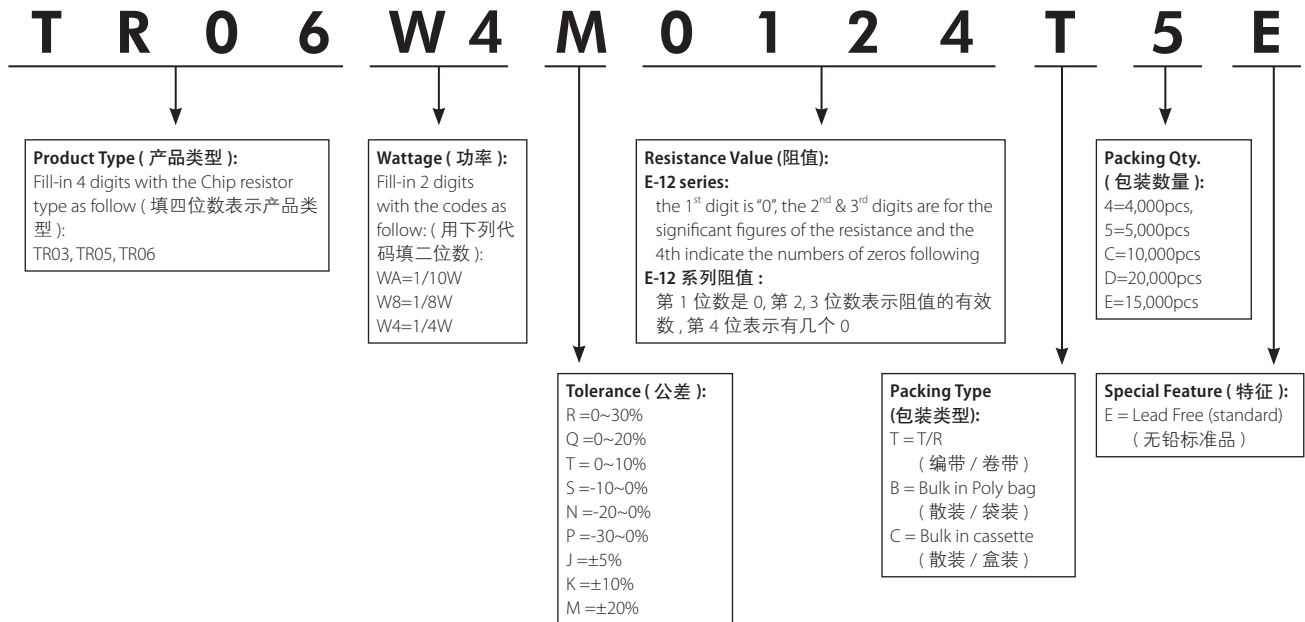 T R 0 6 W 4 M 0 1 2 4 T 5 E
Product Type ( 产品类型 ):
Fill-in 4 digits with the Chip resistor
type as follow ( 填四位数表示产品类
型 ):
TR03, TR05, TR06
Wattage ( 功率 ):
Fill-in 2 digits
with the codes as
follow: ( 用下列代
码填二位数 ):
WA=1/10W
W8=1/8W
W4=1/4W
Resistance Value (阻值):
E-12 series:
the 1st digit is “0”, the 2nd & 3rd digits are for the
significant figures of the resistance and the
4th indicate the numbers of zeros following
E-12 系列阻值 :
第 1 位数是 0, 第 2, 3 位数表示阻值的有效
数 , 第 4 位表示有几个 0
Packing Qty.
( 包装数量 ):
4=4,000pcs,
5=5,000pcs
C=10,000pcs
D=20,000pcs
E=15,000pcs
Tolerance ( 公差 ):
R =0~30%
Q =0~20%
T = 0~10%
S =-10~0%
N =-20~0%
P =-30~0%
J =±5%
K =±10%
M =±20%
Packing Type
(包装类型):
T = T/R
( 编带 / 卷带 )
B = Bulk in Poly bag
( 散装 / 袋装 )
C = Bulk in cassette
( 散装 / 盒装 )
Special Feature ( 特征 ):
E = Lead Free (standard)
( 无铅标准品 )